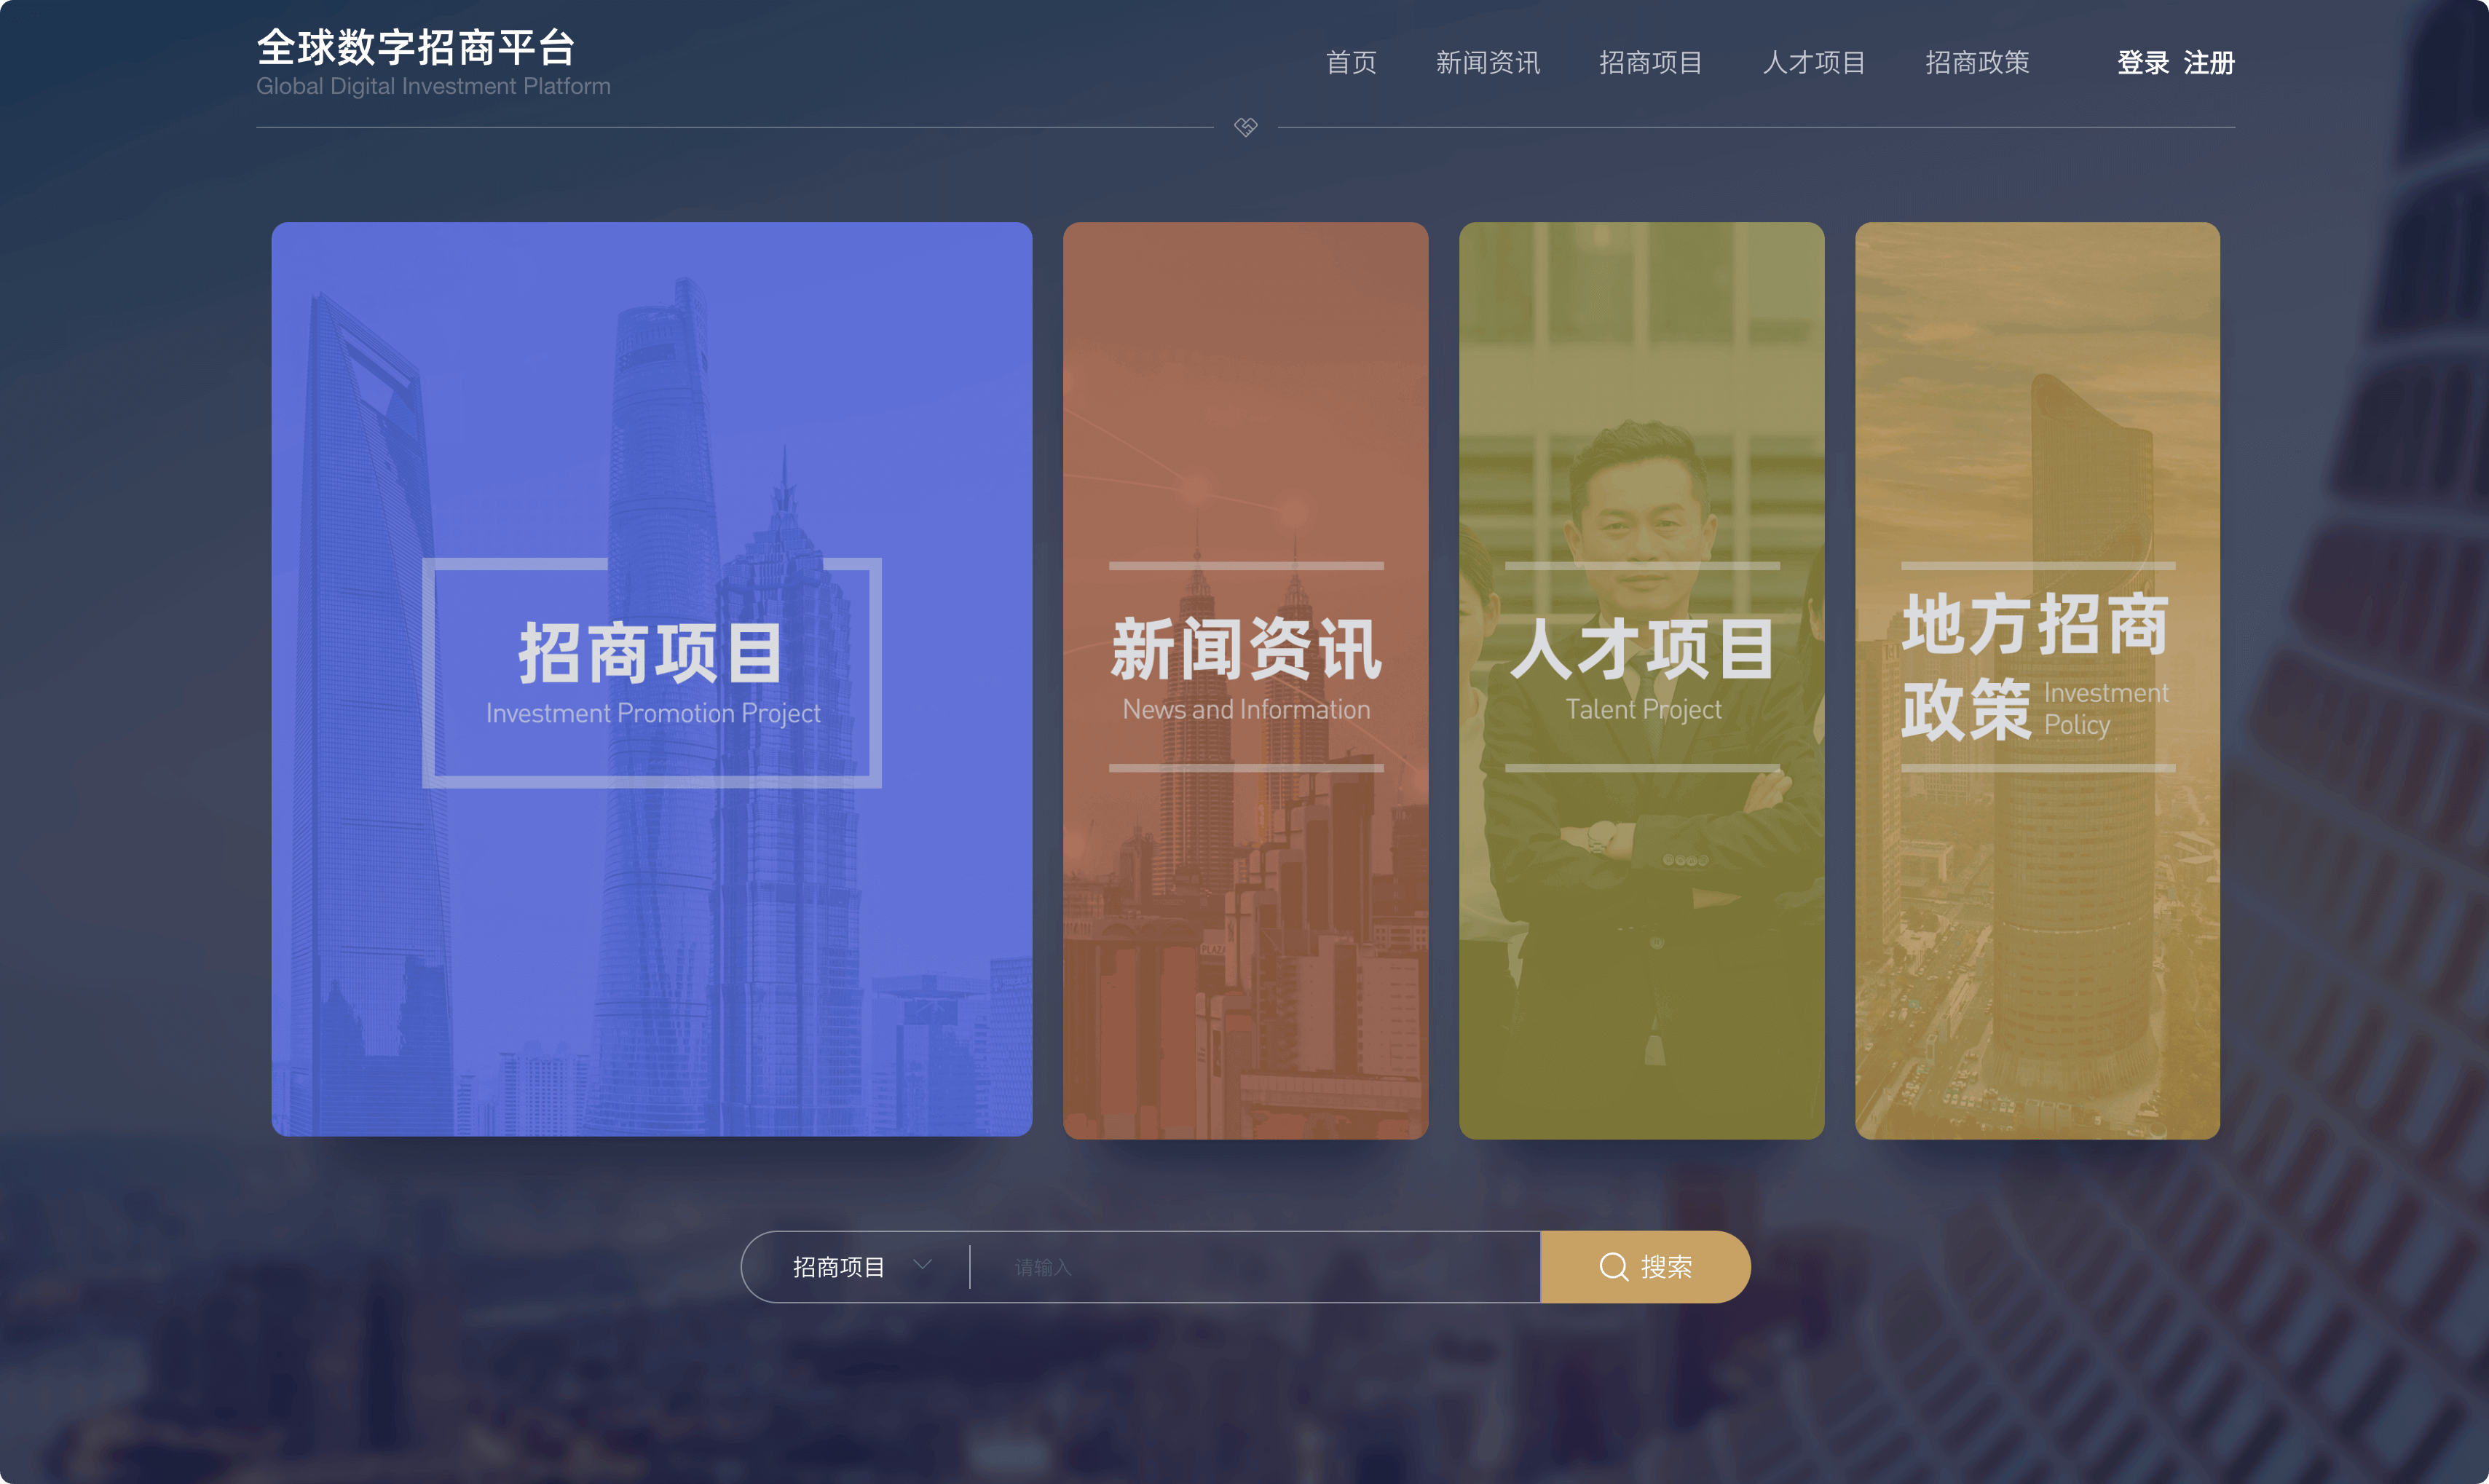 全球数字招商平台
Global Digital Investment Platform
首页 新闻资讯 招商项目 人才项目 招商政策 登录 注册
招商项目
Investment Promotion Project
新闻资讯
News and Information
PLAZA
人才项目
Talent Project
地方招商
政策 Investment
Policy
招商项目 请输入 搜索